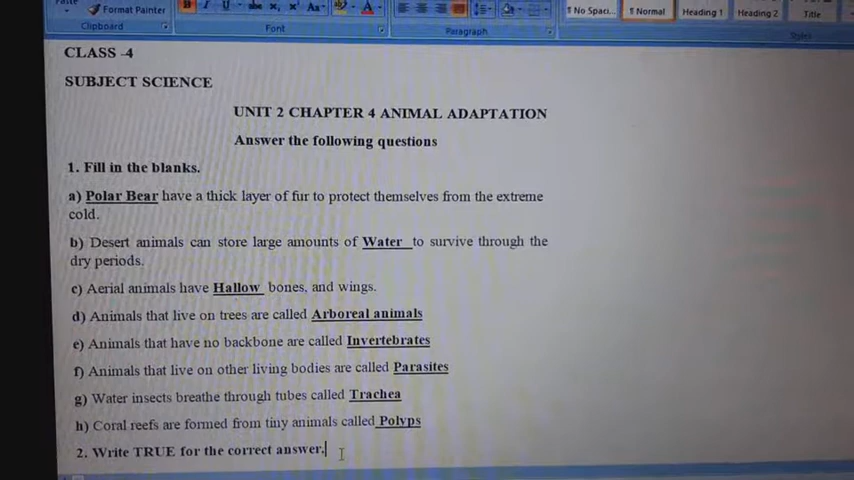 Paste
Format Painter
B I U abc x, x' Aa A
No Spaci... Normal Heading 1 Heading 2 Title
Clipboard Font Paragraph Styles
CLASS -4
SUBJECT SCIENCE
UNIT 2 CHAPTER 4 ANIMAL ADAPTATION
Answer the following questions
1. Fill in the blanks.
a) Polar Bear have a thick layer of fur to protect themselves from the extreme
cold.
b) Desert animals can store large amounts of Water to survive through the
dry periods.
c) Aerial animals have Hallow bones, and wings.
d) Animals that live on trees are called Arboreal animals
e) Animals that have no backbone are called Invertebrates
f) Animals that live on other living bodies are called Parasites
g) Water insects breathe through tubes called Trachea
h) Coral reefs are formed from tiny animals called Polyps
2. Write TRUE for the correct answer.